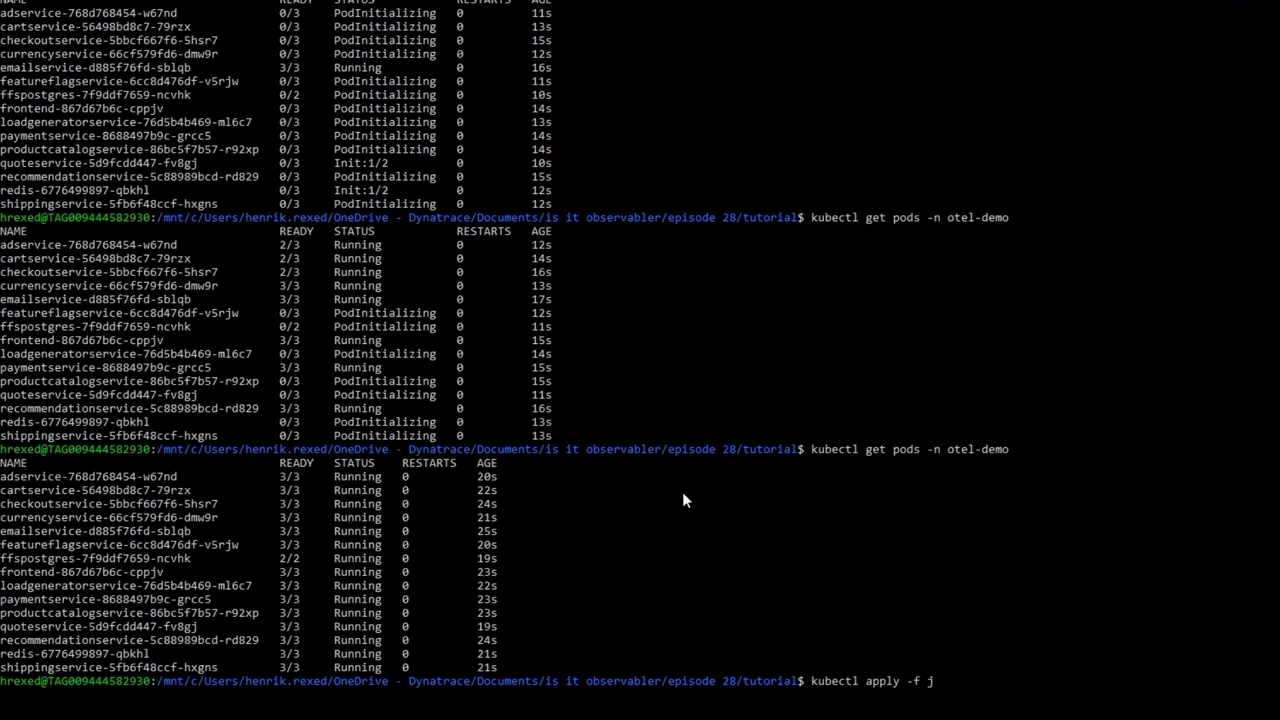 NAME READY STATUS RESTARTS AGE
adservice-768d768454-w67nd 0/3 PodInitializing 0 11s
cartservice-56498bd8c7-79rzx 0/3 PodInitializing 0 13s
checkoutservice-5bbcf667f6-5hsr7 0/3 PodInitializing 0 15s
currencyservice-66cf579fd6-dmw9r 0/3 PodInitializing 0 12s
emailservice-d885f76fd-sblqb 3/3 Running 0 16s
featureflagservice-6cc8d476df-v5rjw 0/3 PodInitializing 0 11s
ffspostgres-7f9ddf7659-ncvhk 0/2 PodInitializing 0 10s
frontend-867d67b6c-cppjv 0/3 PodInitializing 0 14s
loadgeneratorservice-76d5b4b469-ml6c7 0/3 PodInitializing 0 13s
paymentservice-8688497b9c-grcc5 0/3 PodInitializing 0 14s
productcatalogservice-86bc5f7b57-r92xp 0/3 PodInitializing 0 14s
quoteservice-5d9fcdd447-fv8gj 0/3 Init:1/2 0 10s
recommendationservice-5c88989bcd-rd829 0/3 PodInitializing 0 15s
redis-6776499897-qbkhl 0/3 Init:1/2 0 12s
shippingservice-5fb6f48ccf-hxgns 0/3 PodInitializing 0 12s
hrexed@TAG009444582930:/mnt/c/Users/henrik.rexed/OneDrive - Dynatrace/Documents/is it observabler/episode 28/tutorial$ kubectl get pods -n otel-demo
NAME READY STATUS RESTARTS AGE
adservice-768d768454-w67nd 2/3 Running 0 12s
cartservice-56498bd8c7-79rzx 2/3 Running 0 14s
checkoutservice-5bbcf667f6-5hsr7 2/3 Running 0 16s
currencyservice-66cf579fd6-dmw9r 3/3 Running 0 13s
emailservice-d885f76fd-sblqb 3/3 Running 0 17s
featureflagservice-6cc8d476df-v5rjw 0/3 PodInitializing 0 12s
ffspostgres-7f9ddf7659-ncvhk 0/2 PodInitializing 0 11s
frontend-867d67b6c-cppjv 3/3 Running 0 15s
loadgeneratorservice-76d5b4b469-ml6c7 0/3 PodInitializing 0 14s
paymentservice-8688497b9c-grcc5 3/3 Running 0 15s
productcatalogservice-86bc5f7b57-r92xp 0/3 PodInitializing 0 15s
quoteservice-5d9fcdd447-fv8gj 0/3 PodInitializing 0 11s
recommendationservice-5c88989bcd-rd829 3/3 Running 0 16s
redis-6776499897-qbkhl 0/3 PodInitializing 0 13s
shippingservice-5fb6f48ccf-hxgns 0/3 PodInitializing 0 13s
hrexed@TAG009444582930:/mnt/c/Users/henrik.rexed/OneDrive - Dynatrace/Documents/is it observabler/episode 28/tutorial$ kubectl get pods -n otel-demo
NAME READY STATUS RESTARTS AGE
adservice-768d768454-w67nd 3/3 Running 0 20s
cartservice-56498bd8c7-79rzx 3/3 Running 0 22s
checkoutservice-5bbcf667f6-5hsr7 3/3 Running 0 24s
currencyservice-66cf579fd6-dmw9r 3/3 Running 0 21s
emailservice-d885f76fd-sblqb 3/3 Running 0 25s
featureflagservice-6cc8d476df-v5rjw 3/3 Running 0 20s
ffspostgres-7f9ddf7659-ncvhk 2/2 Running 0 19s
frontend-867d67b6c-cppjv 3/3 Running 0 23s
loadgeneratorservice-76d5b4b469-ml6c7 3/3 Running 0 22s
paymentservice-8688497b9c-grcc5 3/3 Running 0 23s
productcatalogservice-86bc5f7b57-r92xp 3/3 Running 0 23s
quoteservice-5d9fcdd447-fv8gj 3/3 Running 0 19s
recommendationservice-5c88989bcd-rd829 3/3 Running 0 24s
redis-6776499897-qbkhl 3/3 Running 0 21s
shippingservice-5fb6f48ccf-hxgns 3/3 Running 0 21s
hrexed@TAG009444582930:/mnt/c/Users/henrik.rexed/OneDrive - Dynatrace/Documents/is it observabler/episode 28/tutorial$ kubectl apply -f j